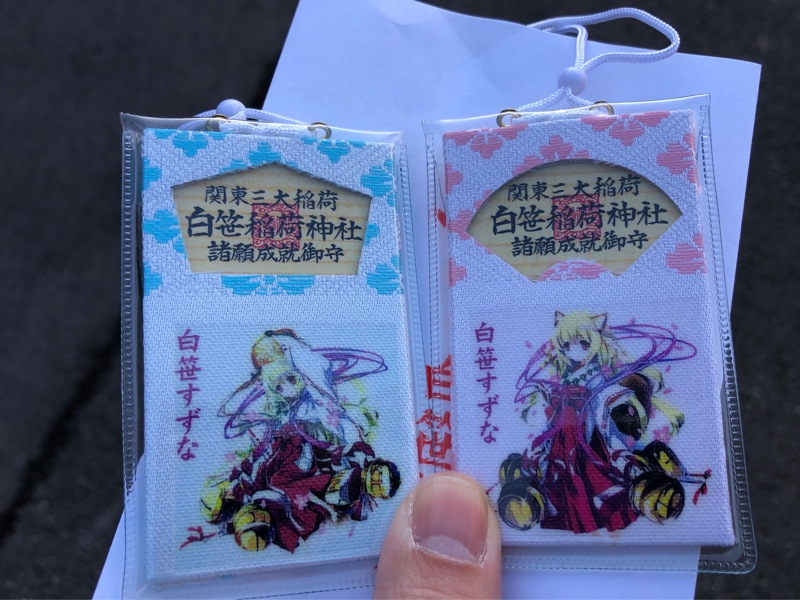 関東三大稲荷
白笹稲荷神社
諸願成就御守
白笹すずな
関東三大稲荷
白笹稲荷神社
諸願成就御守
白笹すずな